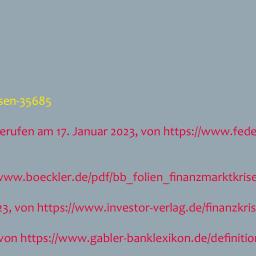 sen-35685
erufen am 17. Januar 2023, von https://www.fede
www.boeckler.de/pdf/bb_folien_finanzmarktkrise
23, von https://www.investor-verlag.de/finanzkris
von https://www.gabler-banklexikon.de/definition